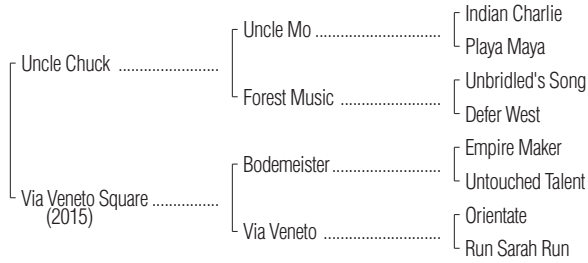 Indian Charlie
Uncle Mo ........................
Playa Maya
Uncle Chuck ...................
Unbridled's Song
Forest Music ...................
Defer West
Empire Maker
Bodemeister.....................
Untouched Talent
Via Veneto Square .............
(2015)
Orientate
Via Veneto ......................
Run Sarah Run